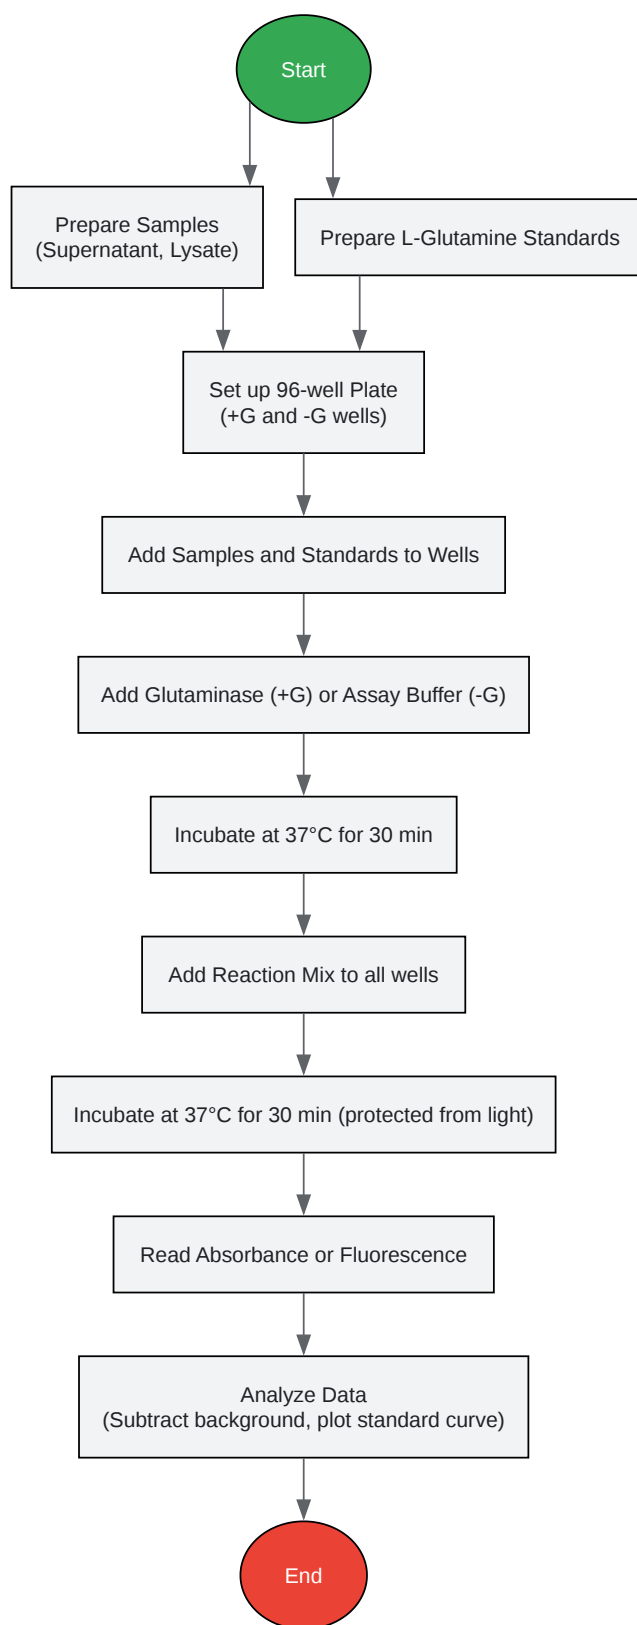 Start
Prepare Samples
(Supernatant, Lysate)
Prepare L-Glutamine Standards
Set up 96-well Plate
(+G and -G wells)
Add Samples and Standards to Wells
Add Glutaminase (+G) or Assay Buffer (-G)
Incubate at 37°C for 30 min
Add Reaction Mix to all wells
Incubate at 37°C for 30 min (protected from light)
Read Absorbance or Fluorescence
Analyze Data
(Subtract background, plot standard curve)
End